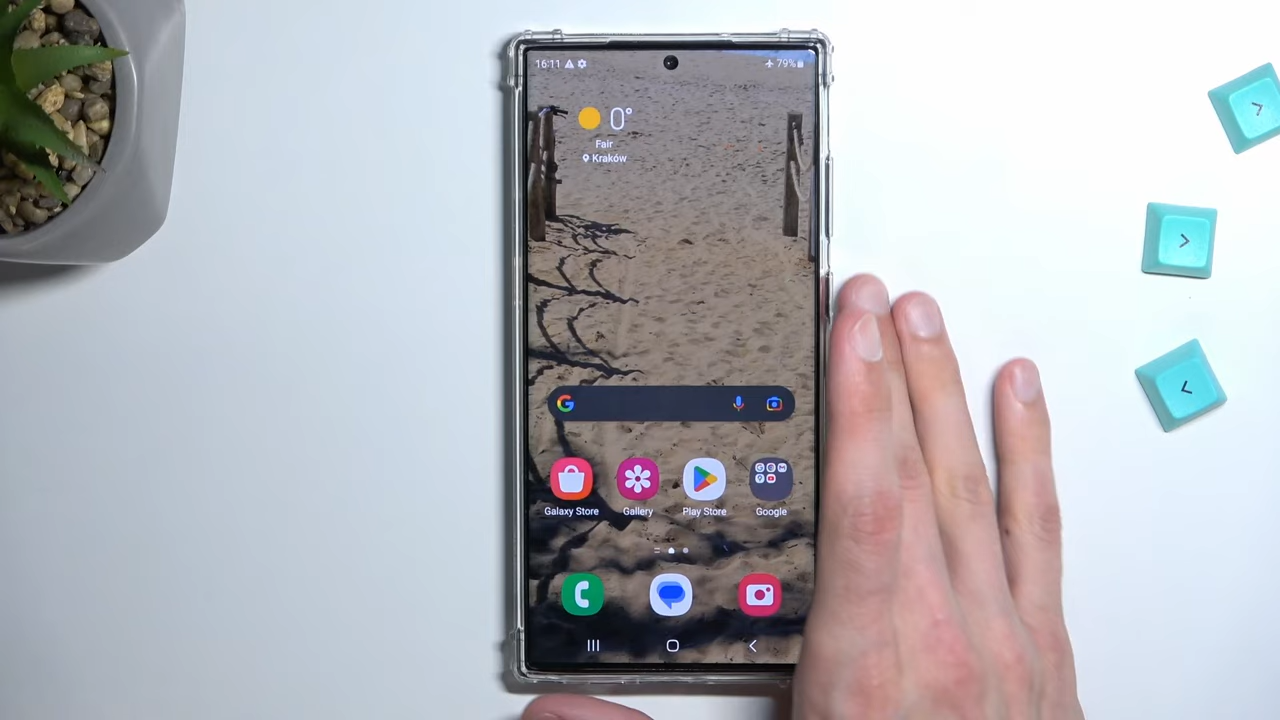 16:11
79%
0°
Fair
Kraków
G
Galaxy Store
Gallery
Play Store
Google